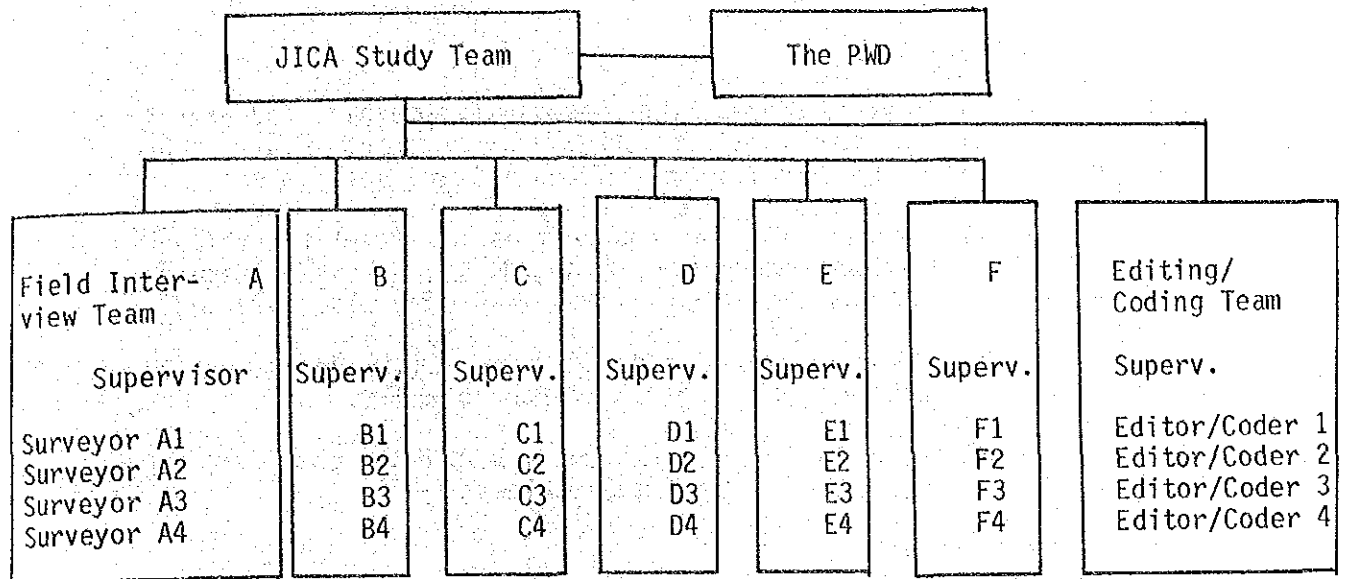 JICA Study Team
The PWD
Field Inter- A
view Team
Supervisor
Surveyor A1
Surveyor A2
Surveyor A3
Surveyor A4
B
Superv.
B1
B2
B3
B4
C
Superv.
C1
C2
C3
C4
D
Superv.
D1
D2
D3
D4
E
Superv.
E1
E2
E3
E4
F
Superv.
F1
F2
F3
F4
Editing/
Coding Team
Superv.
Editor/Coder 1
Editor/Coder 2
Editor/Coder 3
Editor/Coder 4